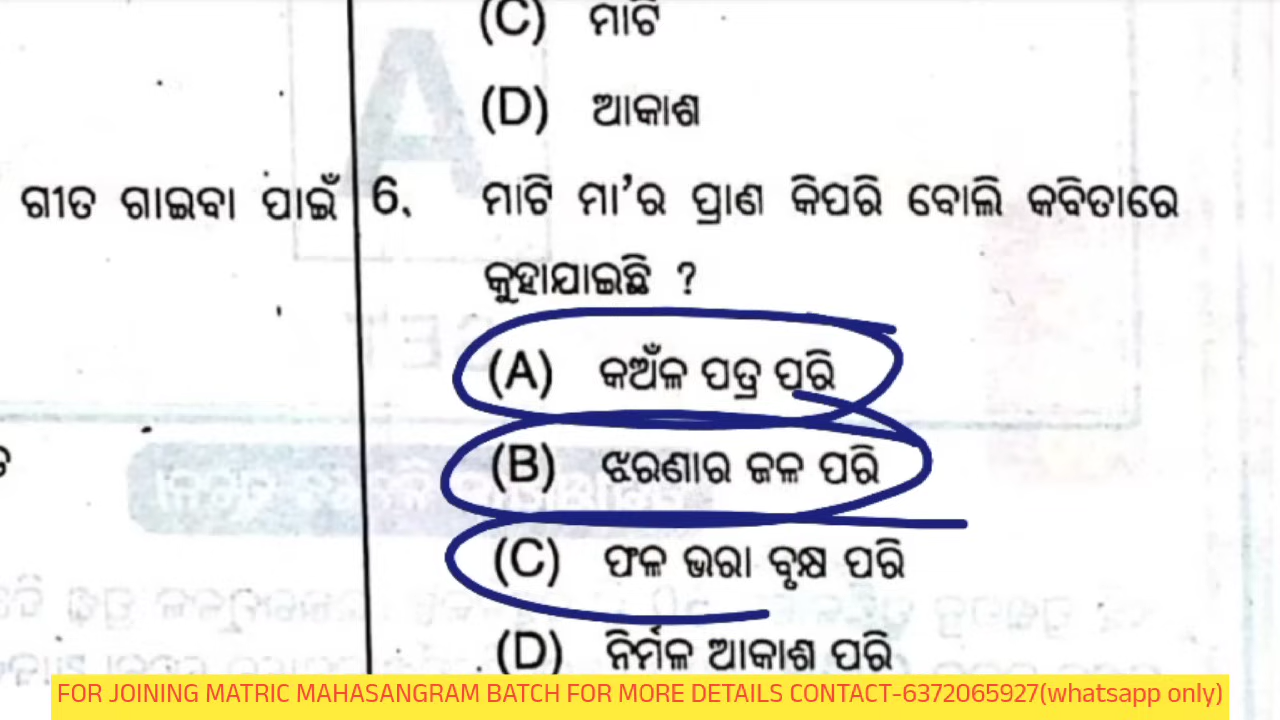 (C) ମାଟି
(D) ଆକାଶ
ଗୀତ ଗାଇବା ପାଇଁ
6. ମାଟି ମା'ର ପ୍ରାଣ କିପରି ବୋଲି କବିତାରେ
କୁହାଯାଇଛି ?
(A) କଅଁଳ ପତ୍ର ପରି
(B) ଝରଣାର ଜଳ ପରି
(C) ଫଳ ଭରା ବୃକ୍ଷ ପରି
(D) ନିର୍ମଳ ଆକାଶ ପରି
FOR JOINING MATRIC MAHASANGRAM BATCH FOR MORE DETAILS CONTACT-6372065927(whatsapp only)